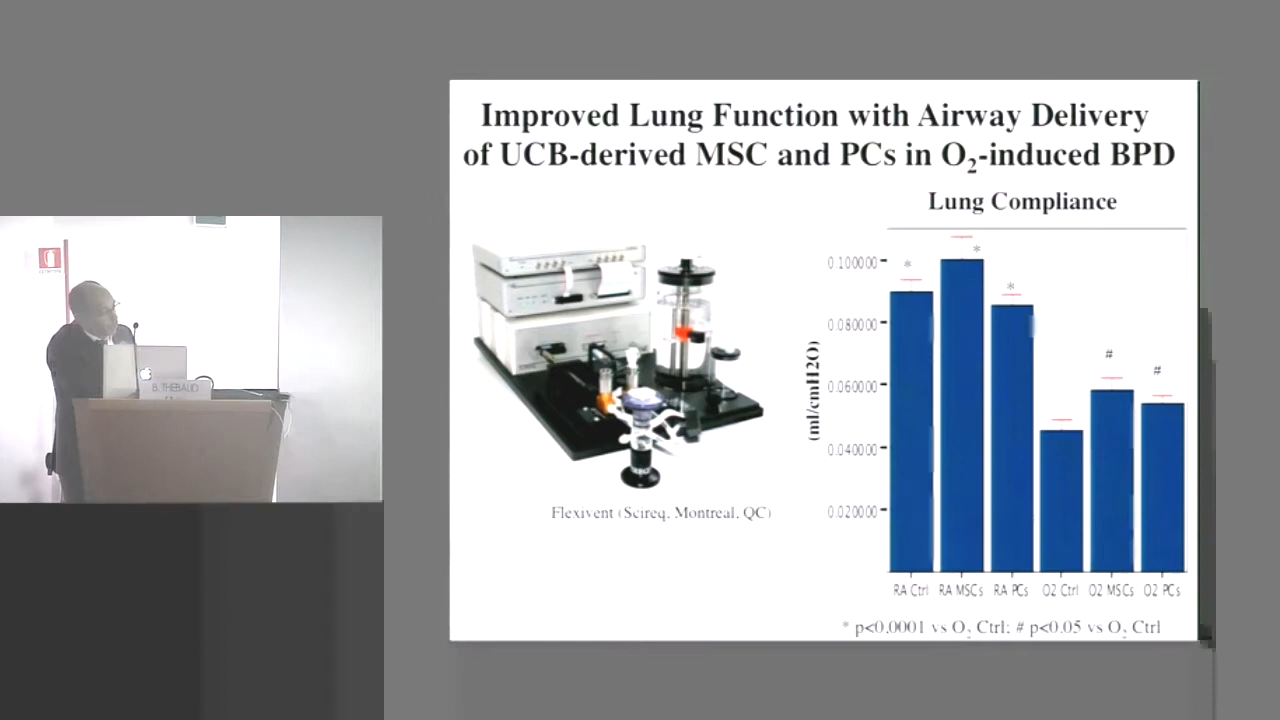 Improved Lung Function with Airway Delivery
of UCB-derived MSC and PCs in O₂-induced BPD
Lung Compliance
(ml/cmH2O)
0.100000
0.080000
0.060000
0.040000
0.020000
*
*
*
#
#
RA Ctrl RA MSCs RA PCs O2 Ctrl O2 MSCs O2 PCs
* p<0.0001 vs O₂ Ctrl; # p<0.05 vs O₂ Ctrl
Flexivent (Scireq, Montreal, QC)
B. THEBAUD